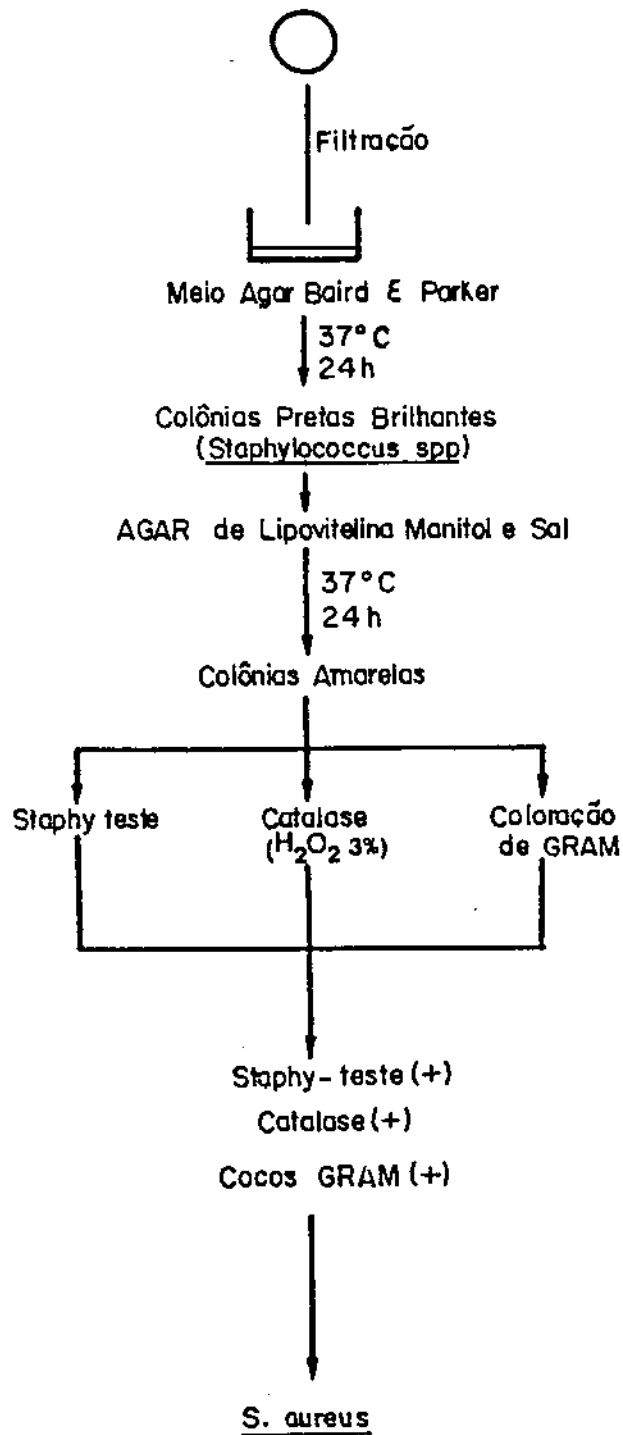 Filtração
Meio Agar Baird E Parker
37°C
24h
Colônias Pretas Brilhantes
(Staphylococcus spp)
AGAR de Lipovitelina Manitol e Sal
37°C
24h
Colônias Amarelas
Staphy teste
Catalase
(H₂O₂ 3%)
Coloração
de GRAM
Staphy-teste (+)
Catalase (+)
Cocos GRAM (+)
S. aureus